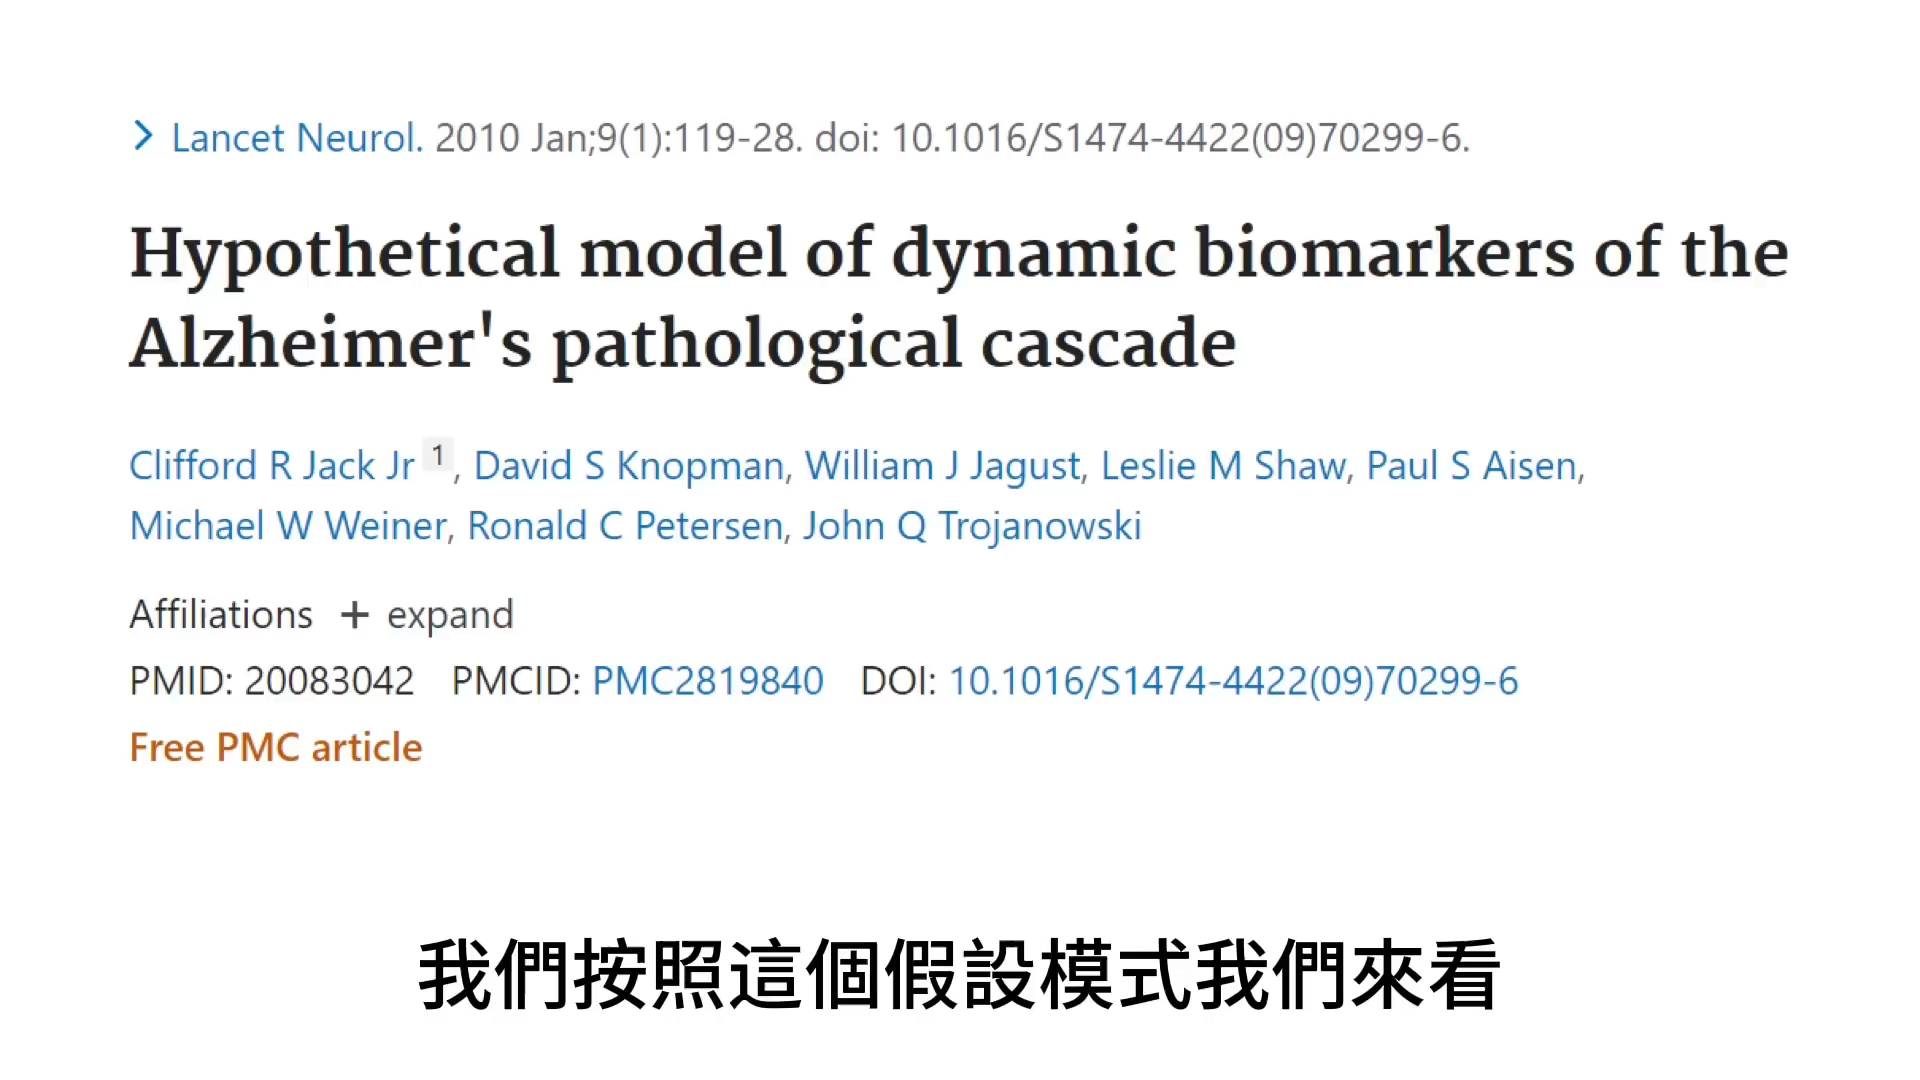 > Lancet Neurol. 2010 Jan;9(1):119-28. doi: 10.1016/S1474-4422(09)70299-6.
Hypothetical model of dynamic biomarkers of the
Alzheimer's pathological cascade
Clifford R Jack Jr 1, David S Knopman, William J Jagust, Leslie M Shaw, Paul S Aisen,
Michael W Weiner, Ronald C Petersen, John Q Trojanowski
Affiliations + expand
PMID: 20083042 PMCID: PMC2819840 DOI: 10.1016/S1474-4422(09)70299-6
Free PMC article
我們按照這個假設模式我們來看